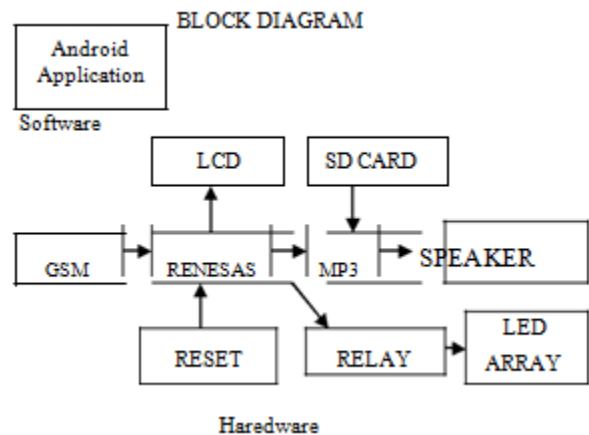 BLOCK DIAGRAM
Android
Application
Software
LCD
SD CARD
GSM
RENESAS
MP3
SPEAKER
RESET
RELAY
LED
ARRAY
Haredware